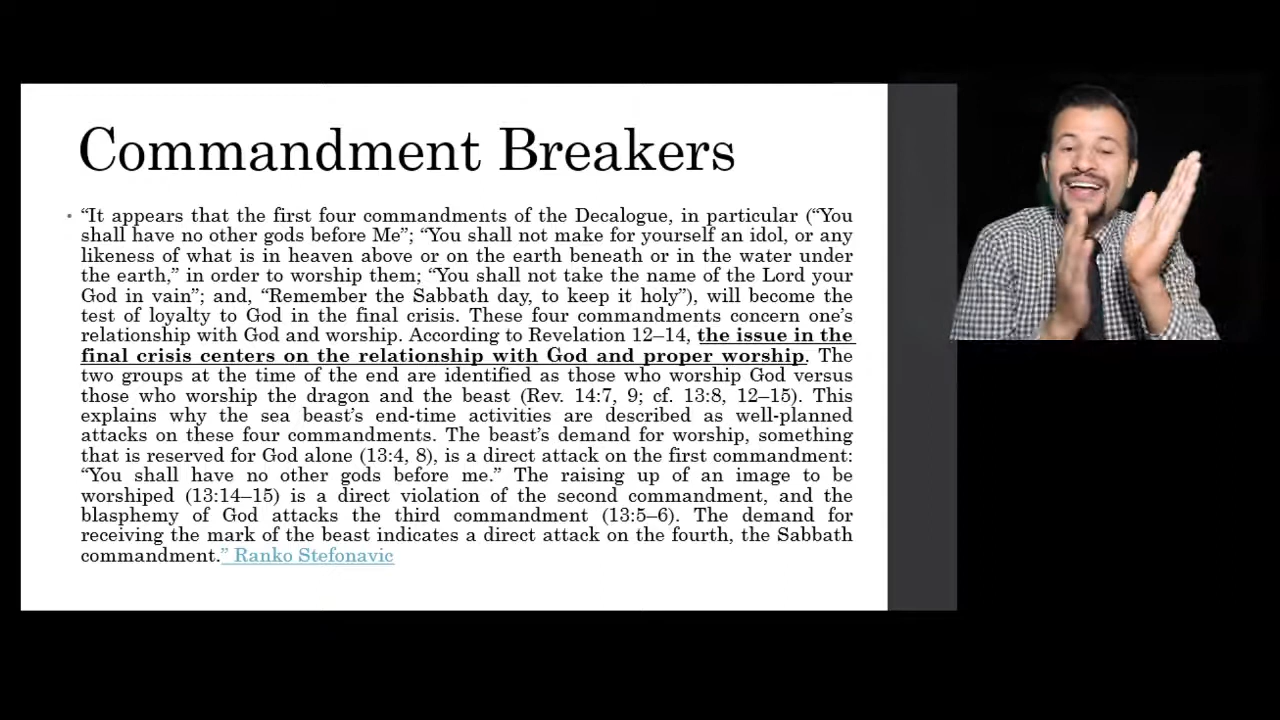 Commandment Breakers
• “It appears that the first four commandments of the Decalogue, in particular (“You
shall have no other gods before Me”; “You shall not make for yourself an idol, or any
likeness of what is in heaven above or on the earth beneath or in the water under
the earth,” in order to worship them; “You shall not take the name of the Lord your
God in vain”; and, “Remember the Sabbath day, to keep it holy”), will become the
test of loyalty to God in the final crisis. These four commandments concern one’s
relationship with God and worship. According to Revelation 12–14, the issue in the
final crisis centers on the relationship with God and proper worship. The
two groups at the time of the end are identified as those who worship God versus
those who worship the dragon and the beast (Rev. 14:7, 9; cf. 13:8, 12–15). This
explains why the sea beast’s end-time activities are described as well-planned
attacks on these four commandments. The beast’s demand for worship, something
that is reserved for God alone (13:4, 8), is a direct attack on the first commandment:
“You shall have no other gods before me.” The raising up of an image to be
worshiped (13:14–15) is a direct violation of the second commandment, and the
blasphemy of God attacks the third commandment (13:5–6). The demand for
receiving the mark of the beast indicates a direct attack on the fourth, the Sabbath
commandment.” Ranko Stefonavic